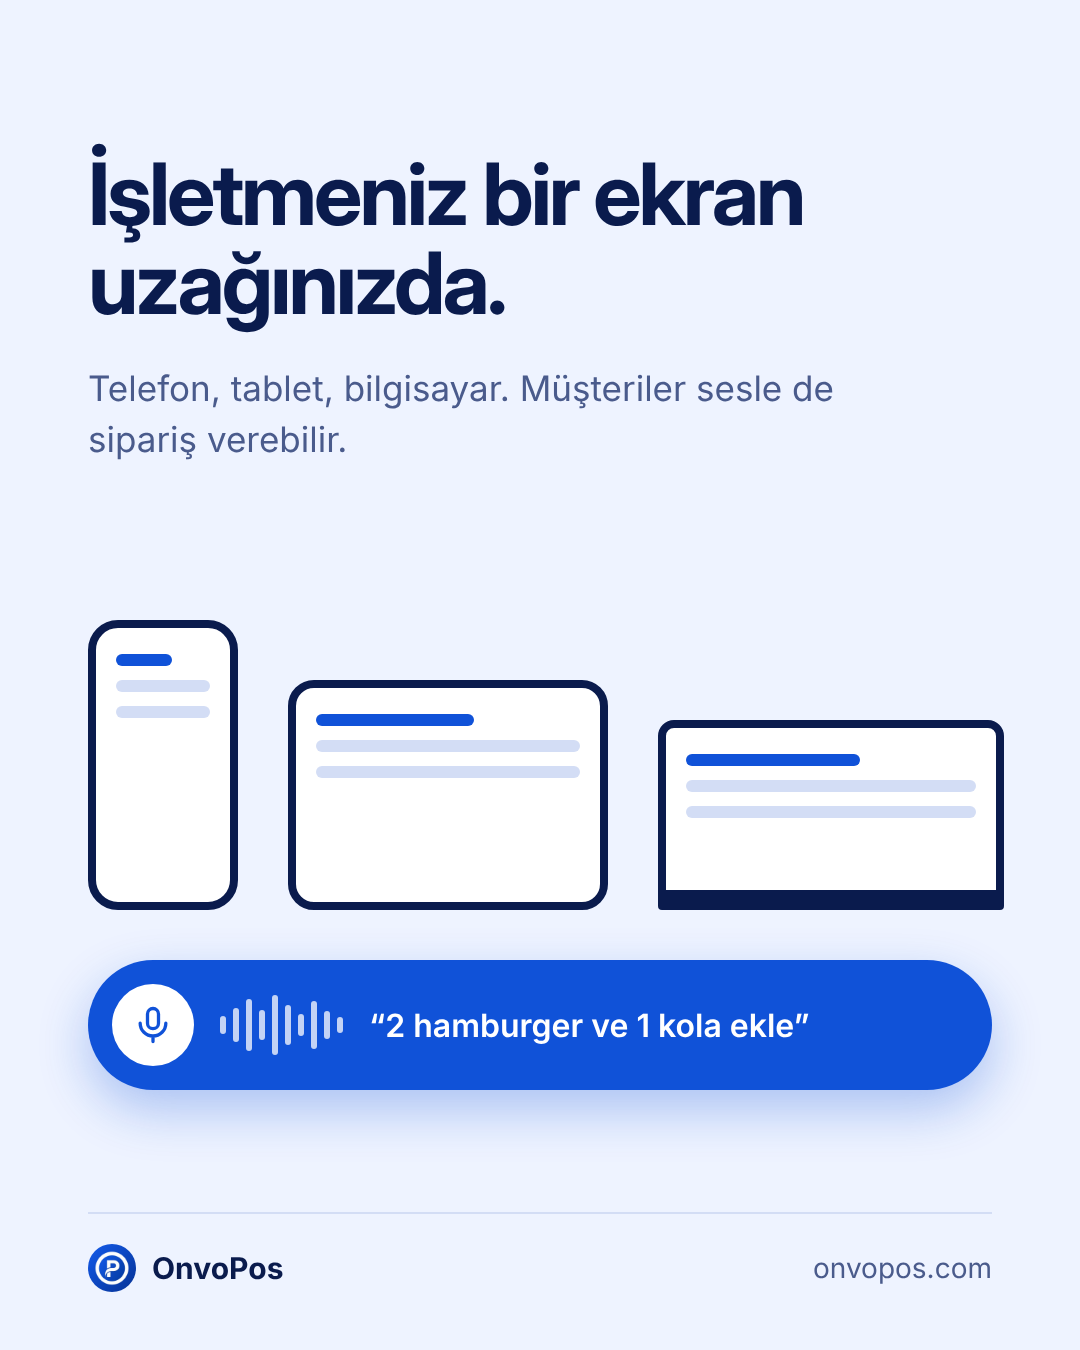 İşletmeniz bir ekran
uzağınızda.
Telefon, tablet, bilgisayar. Müşteriler sesle de
sipariş verebilir.
“2 hamburger ve 1 kola ekle”
P
OnvoPos
onvopos.com